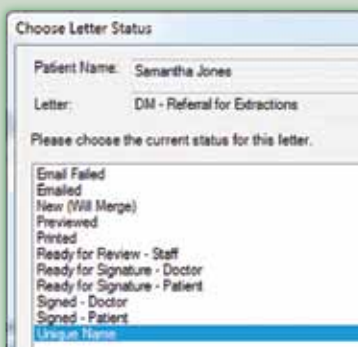 Choose Letter Status
Patient Name: Samantha Jones
Letter: DM - Referral for Extractions
Please choose the current status for this letter.
Email Failed
Emailed
New (Will Merge)
Previewed
Printed
Ready for Review - Staff
Ready for Signature - Doctor
Ready for Signature - Patient
Signed - Doctor
Signed - Patient
Unique Name